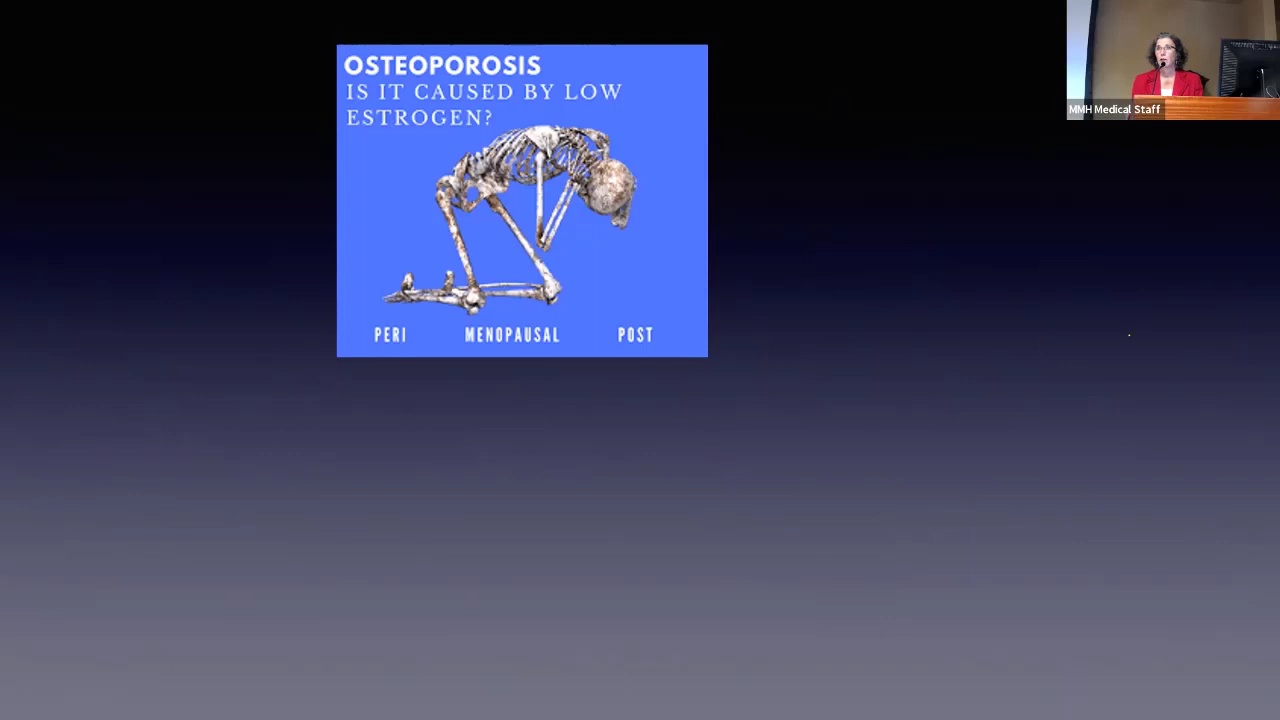 OSTEOPOROSIS
IS IT CAUSED BY LOW
ESTROGEN?
PERI MENOPAUSAL POST
MMH Medical Staff